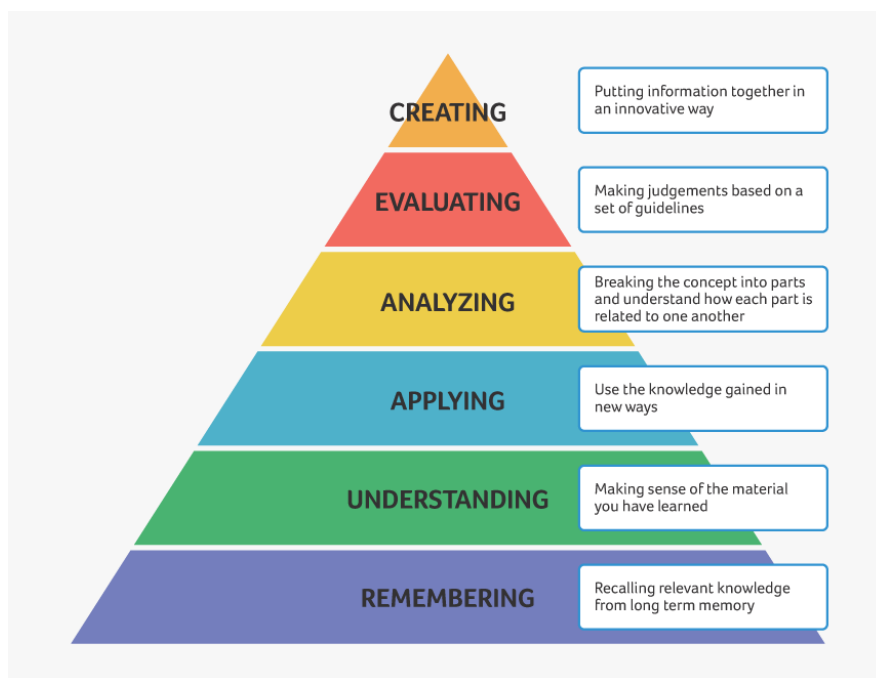 CREATING
Putting information together in
an innovative way
EVALUATING
Making judgements based on a
set of guidelines
ANALYZING
Breaking the concept into parts
and understand how each part is
related to one another
APPLYING
Use the knowledge gained in
new ways
UNDERSTANDING
Making sense of the material
you have learned
REMEMBERING
Recalling relevant knowledge
from long term memory